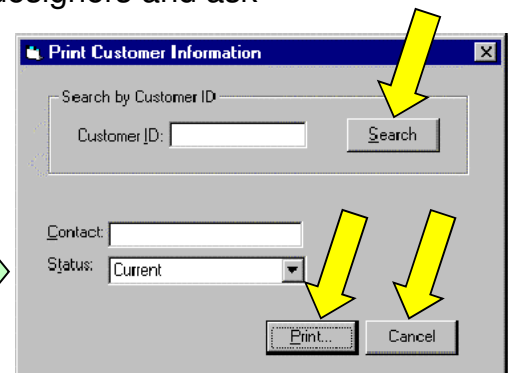 designers and ask
Print Customer Information
Search by Customer ID
Customer ID:
Search
Contact:
Status: Current
Print... Cancel